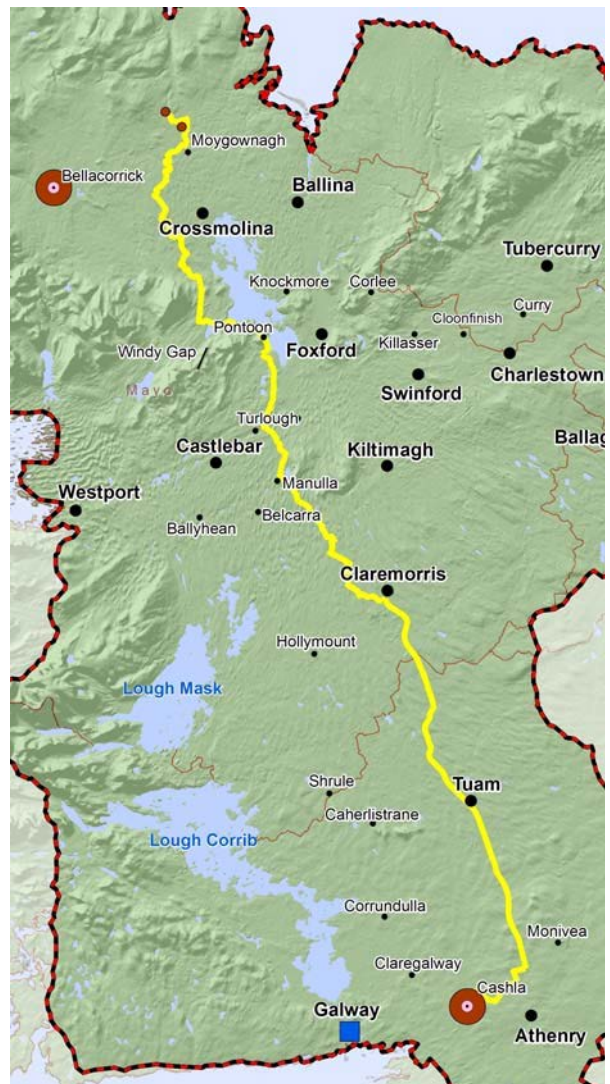 Moygownagh
Bellacorrick
Ballina
Crossmolina
Tubercurry
Knockmore
Corlee
Curry
Cloonfinish
Pontoon
Foxford
Killasser
Windy Gap
Charlestown
Swinford
Mayo
Turlough
Castlebar
Kiltimagh
Ballag
Manulla
Westport
Belcarra
Ballyhean
Claremorris
Hollymount
Lough Mask
Shrule
Tuam
Caherlistrane
Lough Corrib
Corrundulla
Monivea
Claregalway
Cashla
Galway
Athenry